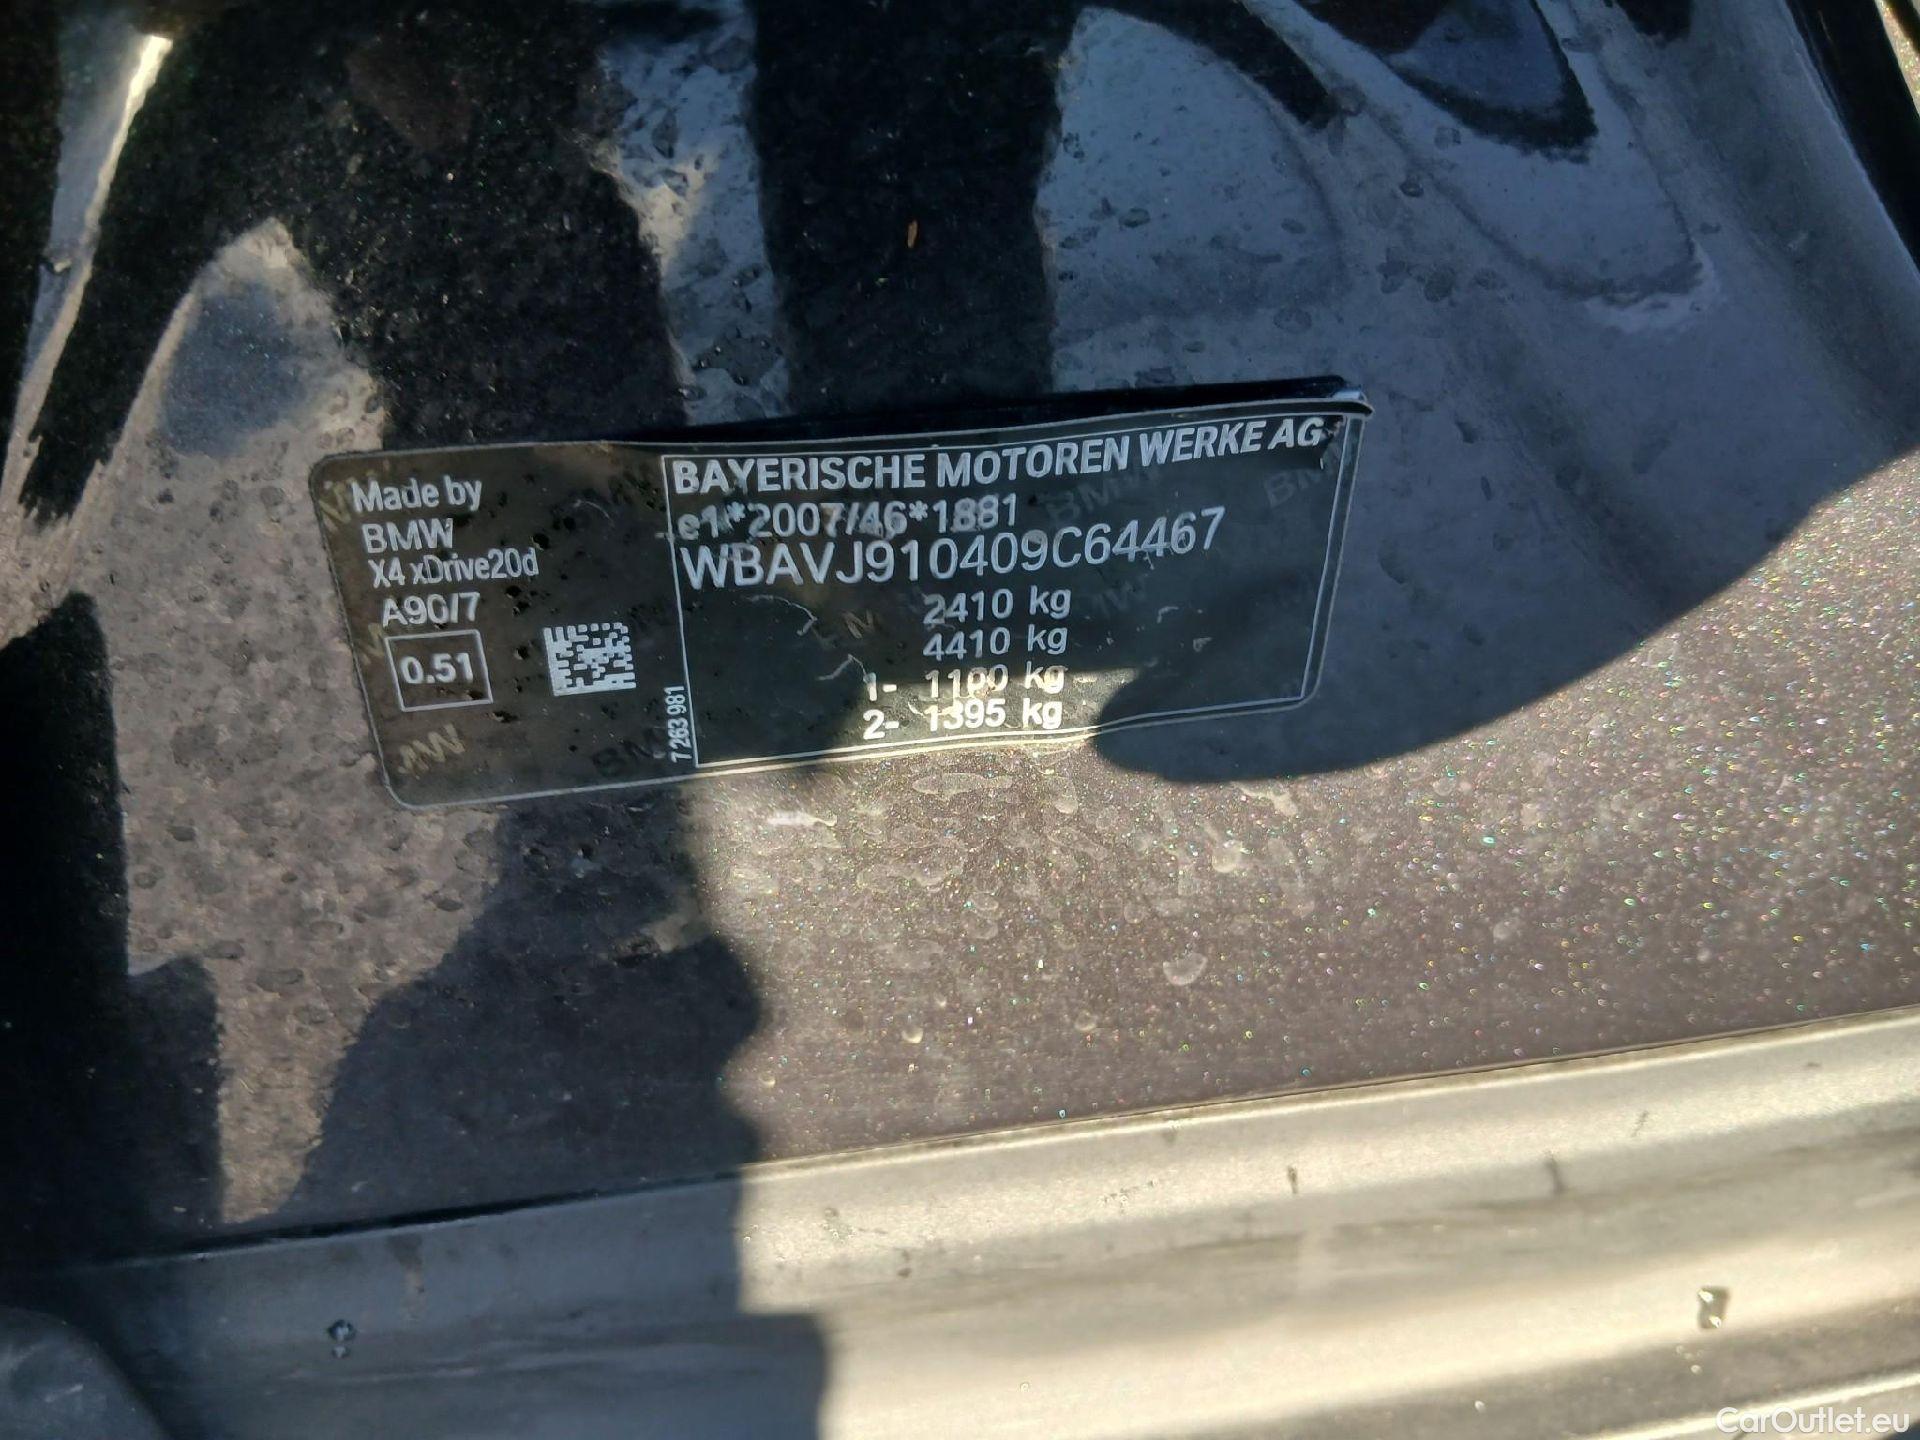 Made by
BMW
X4 xDrive20d
A90/7
0.51
7 263 981
BAYERISCHE MOTOREN WERKE AG
e1*2007/46*1881
WBAVJ910409C64467
2410 kg
4410 kg
1- 1160 kg
2- 1395 kg
CarOutlet.eu